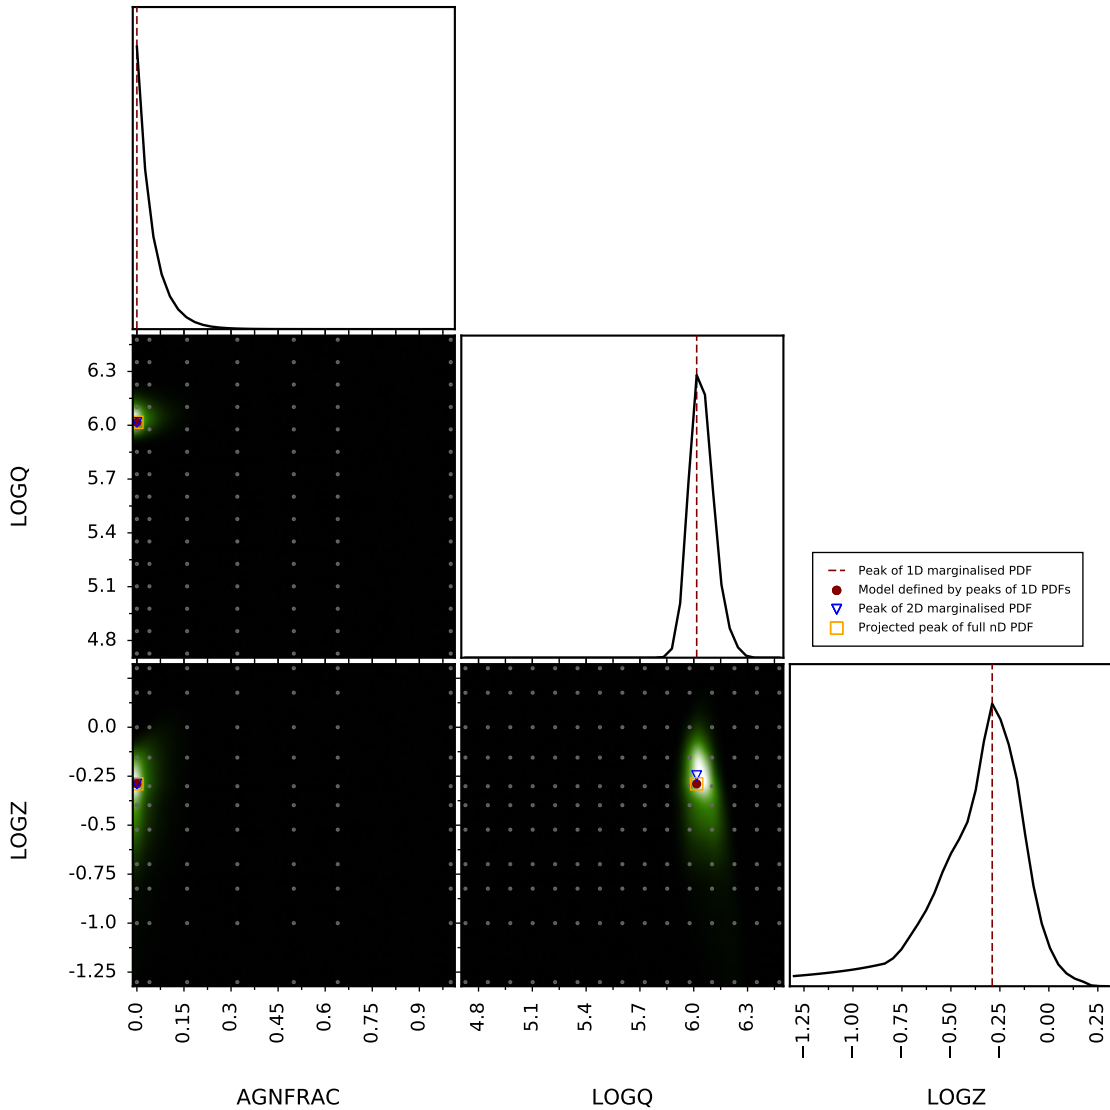 6.3
6.0
5.7
5.4
5.1
4.8
LOGQ
Peak of 1D marginalised PDF
Model defined by peaks of 1D PDFs
Peak of 2D marginalised PDF
Projected peak of full nD PDF
0.0
-0.25
-0.5
-0.75
-1.0
-1.25
LOGZ
0.0 0.15 0.3 0.45 0.6 0.75 0.9
4.8 5.1 5.4 5.7 6.0 6.3
−1.25 −1.00 −0.75 −0.50 −0.25 0.00 0.25
AGNFRAC LOGQ LOGZ